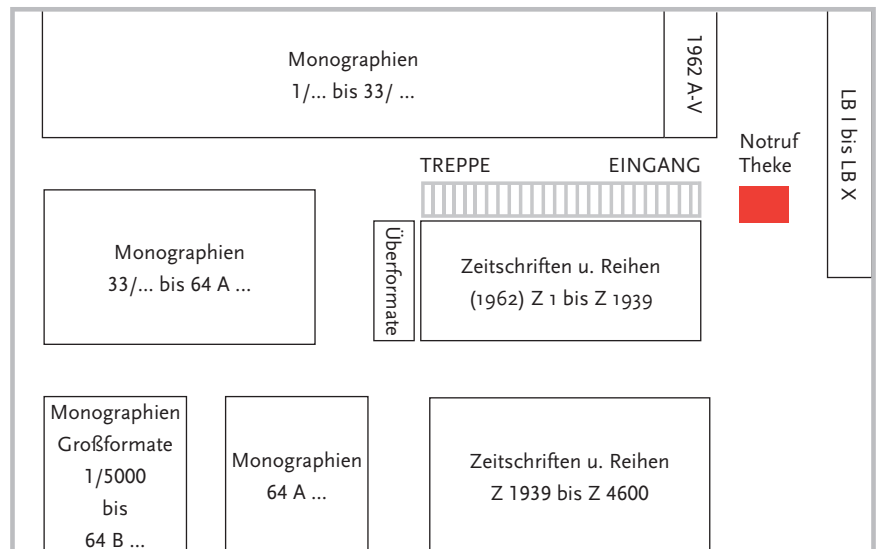 Monographien
1/... bis 33/ ...
1962 A-V
LB I bis LB X
Notruf
Theke
TREPPE
EINGANG
Monographien
33/... bis 64 A ...
Überformate
Zeitschriften u. Reihen
(1962) Z 1 bis Z 1939
Monographien
Großformate
1/5000
bis
64 B ...
Monographien
64 A ...
Zeitschriften u. Reihen
Z 1939 bis Z 4600